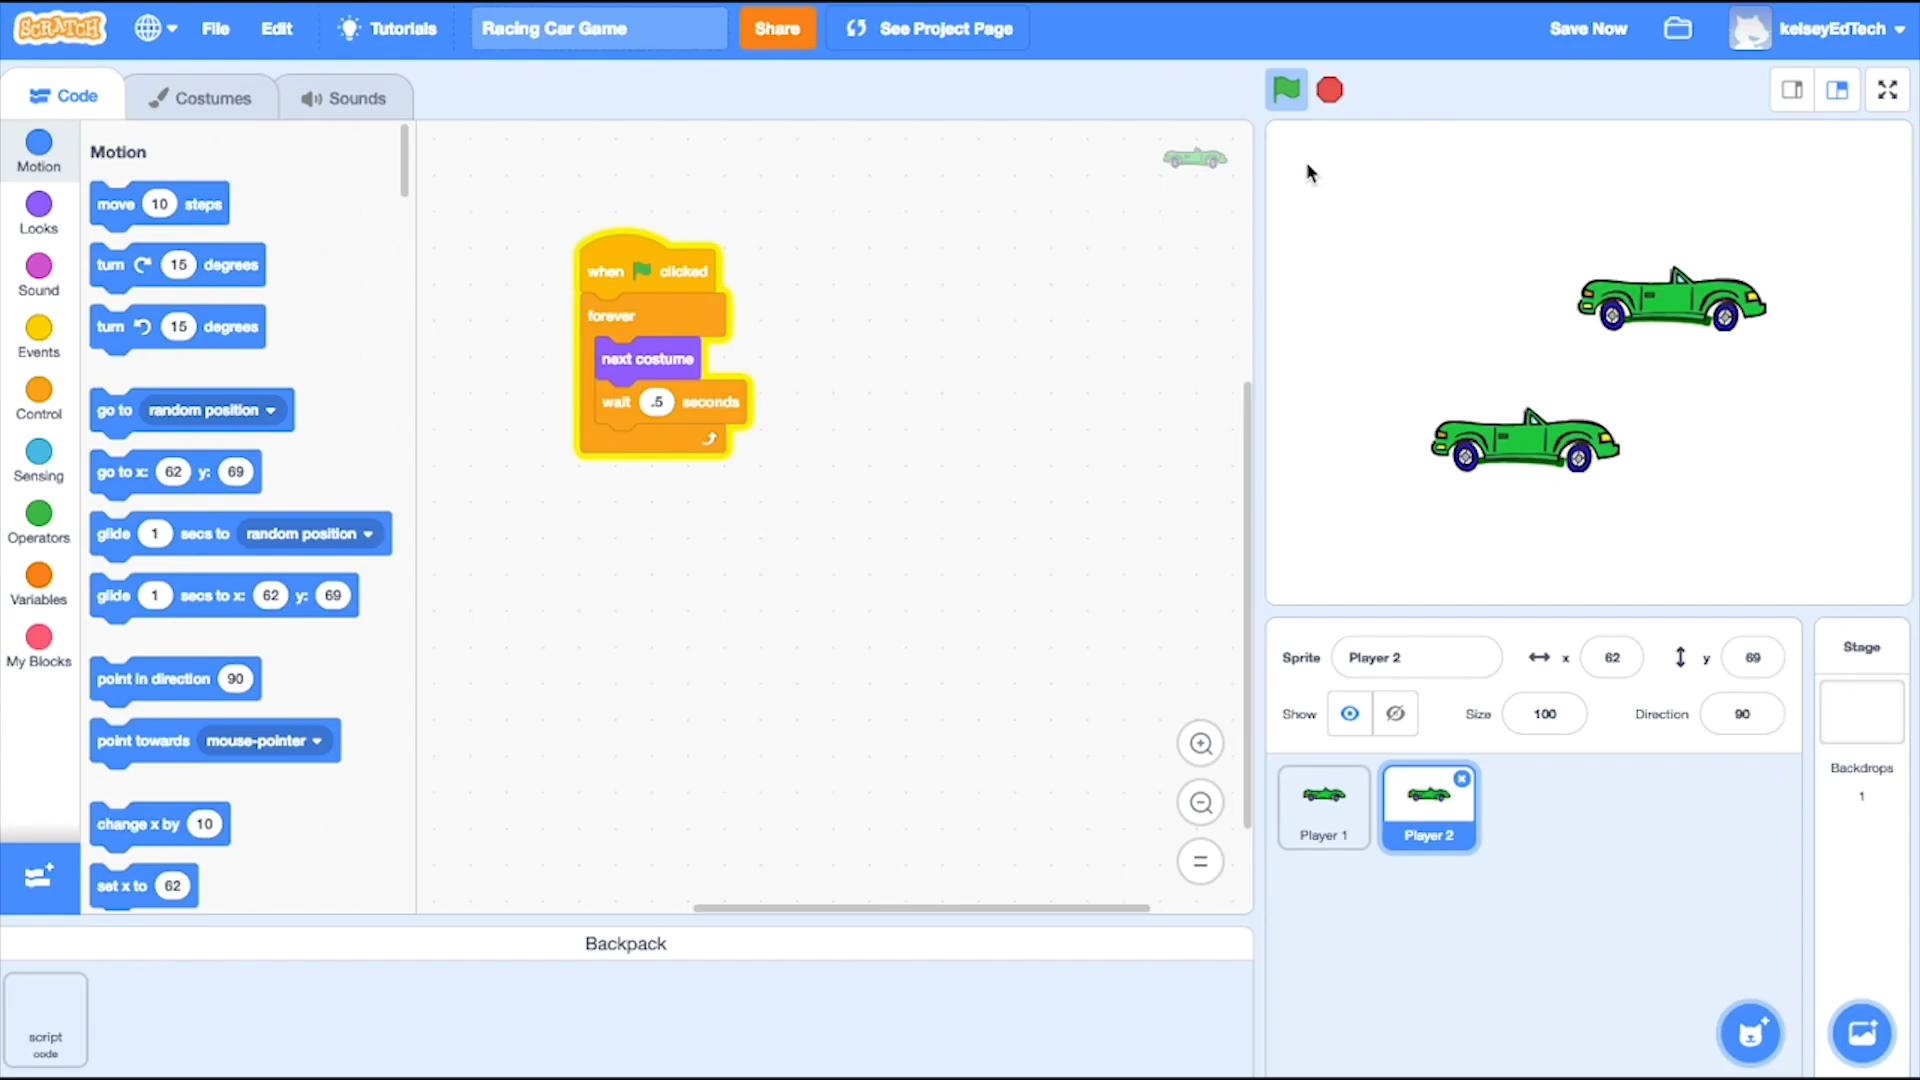 SCRATCH
File
Edit
Tutorials
Racing Car Game
Share
See Project Page
Save Now
kelseyEdTech
Code
Costumes
Sounds
Motion
Looks
Sound
Events
Control
Sensing
Operators
Variables
My Blocks
Motion
move 10 steps
turn 15 degrees
turn 15 degrees
go to random position
go to x: 62 y: 69
glide 1 secs to random position
glide 1 secs to x: 62 y: 69
point in direction 90
point towards mouse-pointer
change x by 10
set x to 62
when clicked
forever
next costume
wait .5 seconds
Backpack
script
code
Sprite Player 2 x 62 y 69
Show Size 100 Direction 90
Player 1
Player 2
Stage
Backdrops
1